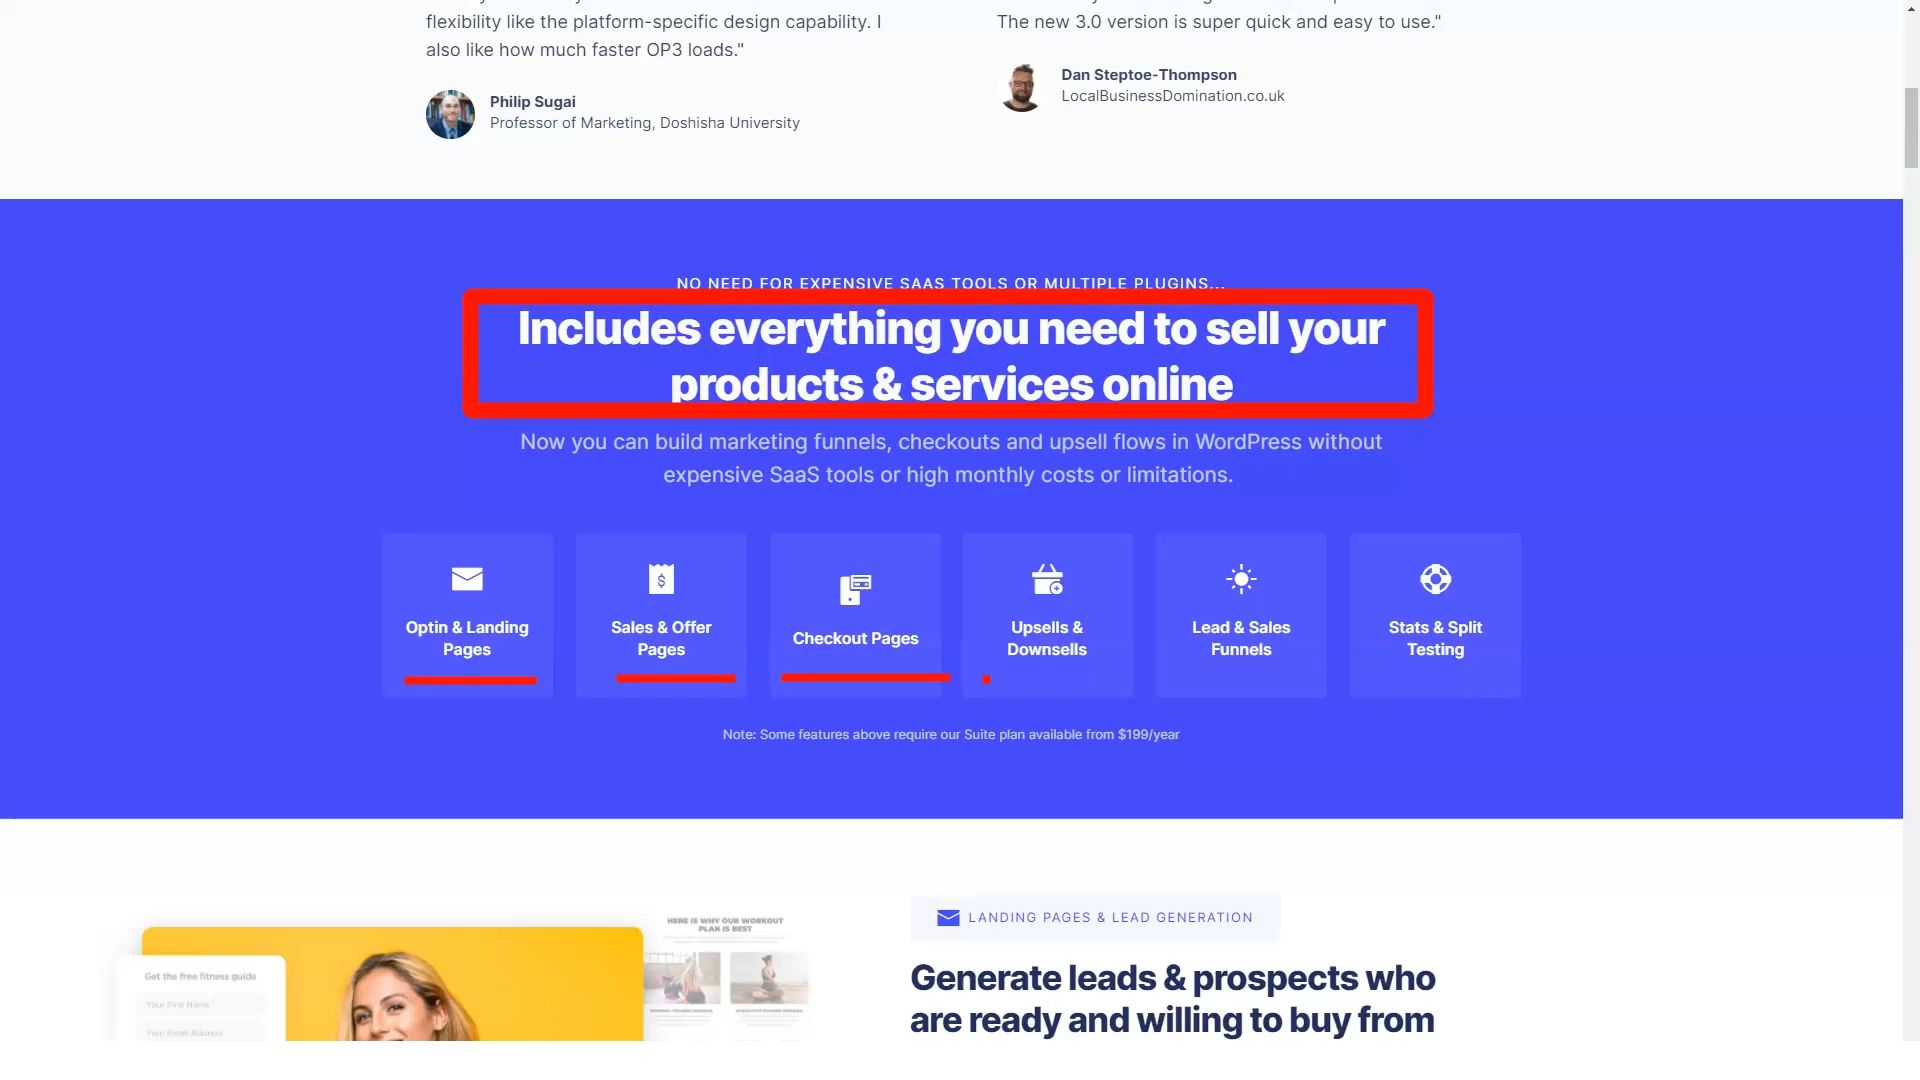 flexibility like the platform-specific design capability. I
also like how much faster OP3 loads."
Philip Sugai
Professor of Marketing, Doshisha University
The new 3.0 version is super quick and easy to use."
Dan Steptoe-Thompson
LocalBusinessDomination.co.uk
NO NEED FOR EXPENSIVE SAAS TOOLS OR MULTIPLE PLUGINS...
Includes everything you need to sell your
products & services online
Now you can build marketing funnels, checkouts and upsell flows in WordPress without
expensive SaaS tools or high monthly costs or limitations.
Optin & Landing
Pages
Sales & Offer
Pages
Checkout Pages
Upsells &
Downsells
Lead & Sales
Funnels
Stats & Split
Testing
Note: Some features above require our Suite plan available from $199/year
HERE IS WHY OUR WORKOUT
PLAN IS BEST
Get the free fitness guide
Your First Name
Your Email Address
LANDING PAGES & LEAD GENERATION
Generate leads & prospects who
are ready and willing to buy from